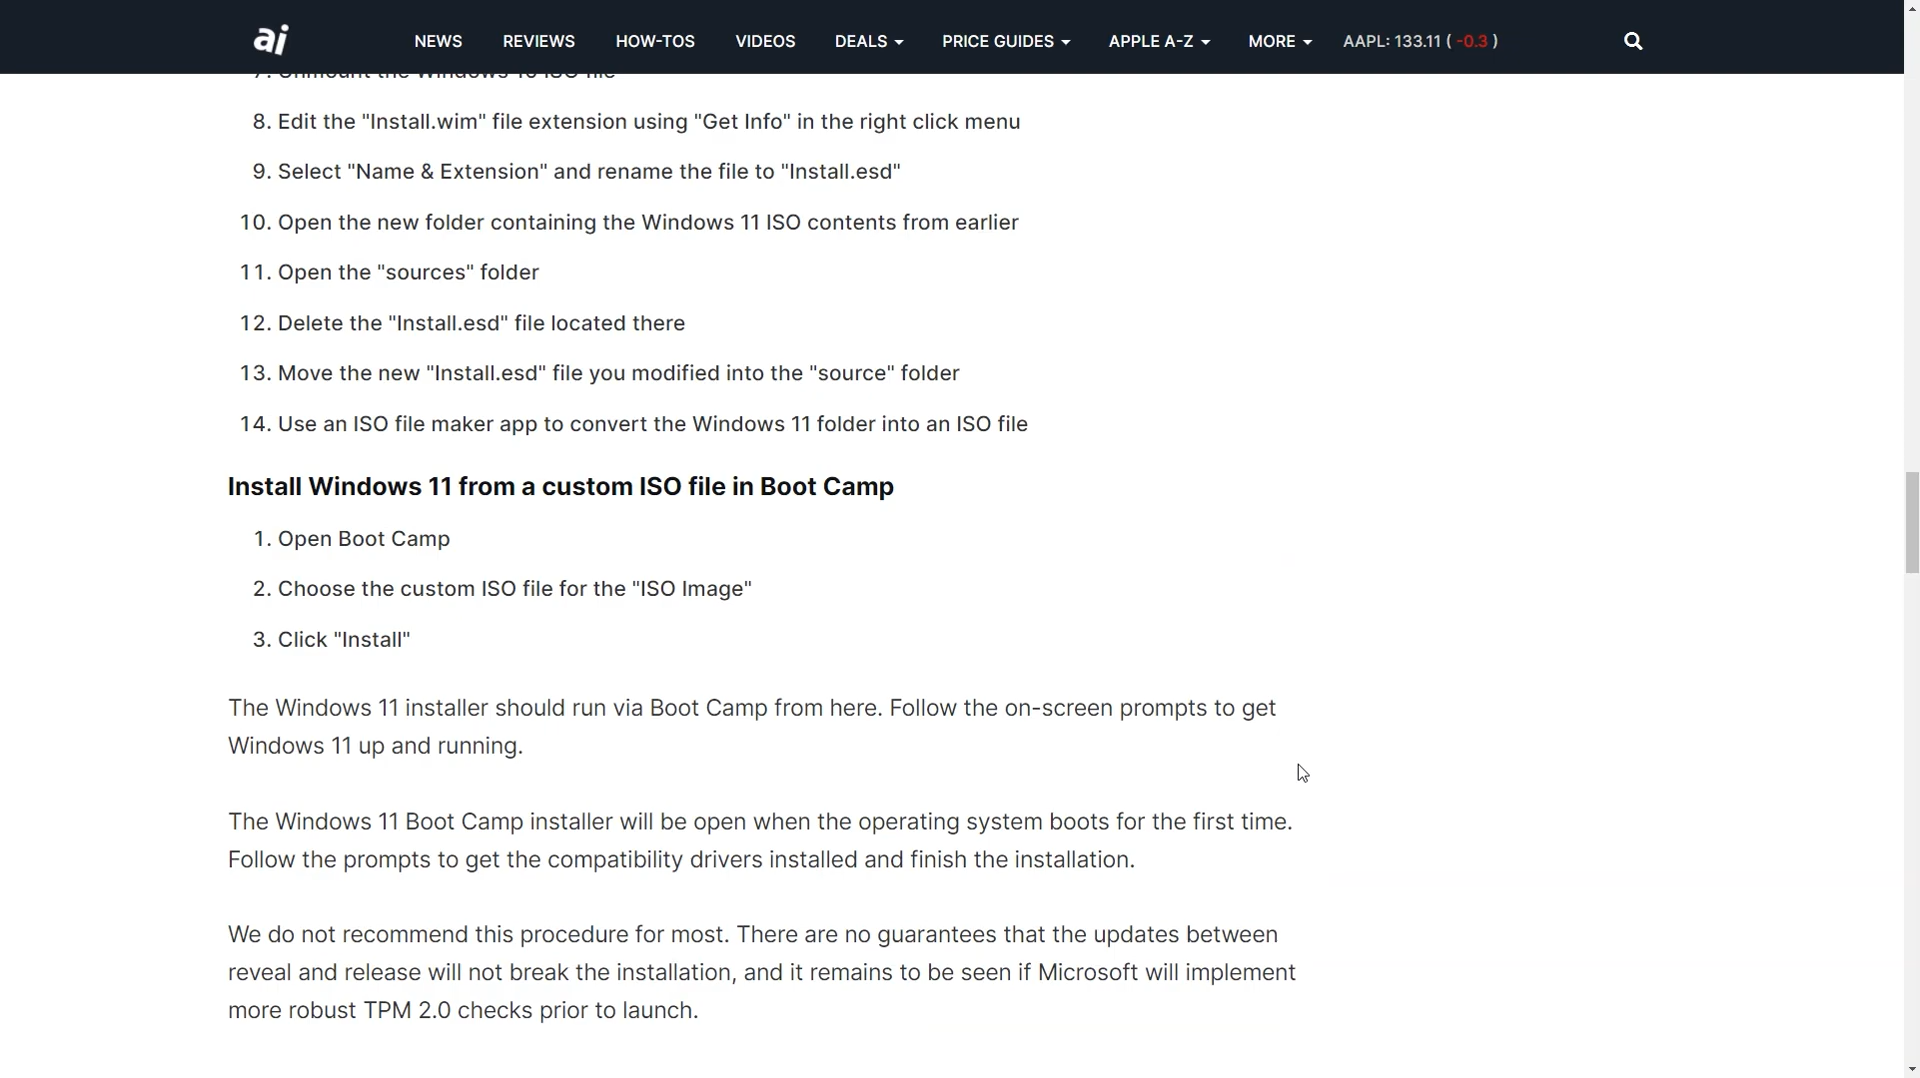 ai NEWS REVIEWS HOW-TOS VIDEOS DEALS PRICE GUIDES APPLE A-Z MORE AAPL: 133.11 ( -0.3 )
7. Unmount the Windows 10 ISO file
8. Edit the "Install.wim" file extension using "Get Info" in the right click menu
9. Select "Name & Extension" and rename the file to "Install.esd"
10. Open the new folder containing the Windows 11 ISO contents from earlier
11. Open the "sources" folder
12. Delete the "Install.esd" file located there
13. Move the new "Install.esd" file you modified into the "source" folder
14. Use an ISO file maker app to convert the Windows 11 folder into an ISO file
Install Windows 11 from a custom ISO file in Boot Camp
1. Open Boot Camp
2. Choose the custom ISO file for the "ISO Image"
3. Click "Install"
The Windows 11 installer should run via Boot Camp from here. Follow the on-screen prompts to get
Windows 11 up and running.
The Windows 11 Boot Camp installer will be open when the operating system boots for the first time.
Follow the prompts to get the compatibility drivers installed and finish the installation.
We do not recommend this procedure for most. There are no guarantees that the updates between
reveal and release will not break the installation, and it remains to be seen if Microsoft will implement
more robust TPM 2.0 checks prior to launch.